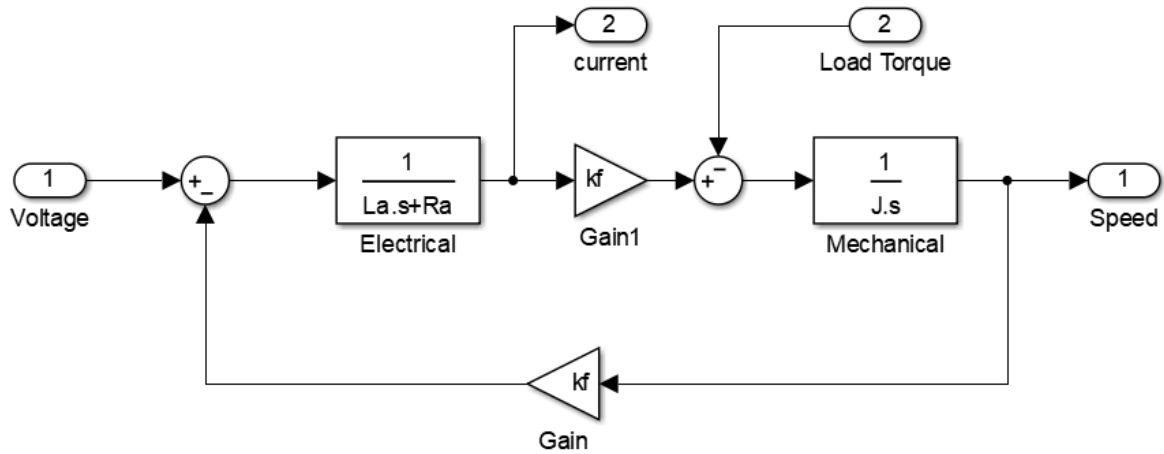 2
current
2
Load Torque
1
Voltage
+
−
1
La.s+Ra
Electrical
kf
Gain1
+
−
1
J.s
Mechanical
1
Speed
kf
Gain